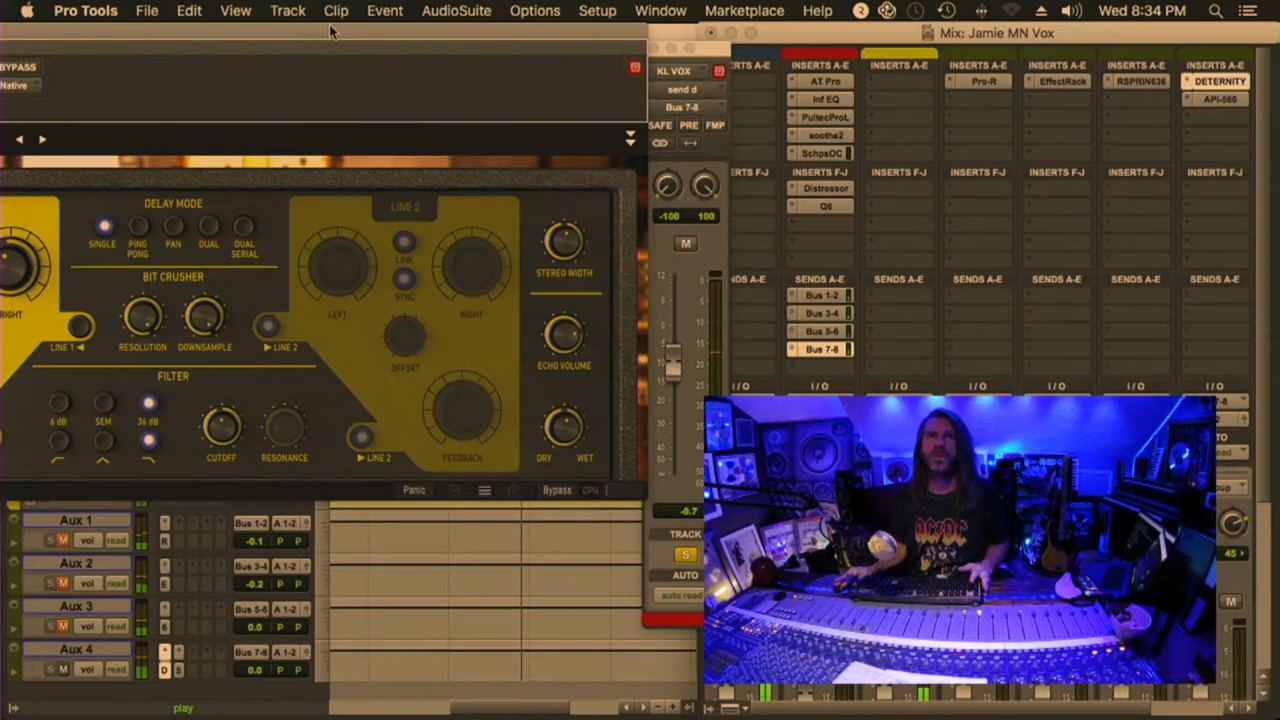 Pro Tools File Edit View Track Clip Event AudioSuite Options Setup Window Marketplace Help Wed 8:34 PM
Mix: Jamie MN Vox
BYPASS
Native
KL VOX
send d
Bus 7-8
SAFE PRE FMP
-100 100
M
INSERTS A-E INSERTS A-E INSERTS A-E INSERTS A-E INSERTS A-E INSERTS A-E
AT Pro Pro-R EffectRack RSPRIN636 DETERNITY
Inf EQ API-560
PultecProL
soothe2
SchpsOC
INSERTS F-J INSERTS F-J INSERTS F-J INSERTS F-J INSERTS F-J INSERTS F-J
Distressor
Q6
SENDS A-E SENDS A-E SENDS A-E SENDS A-E SENDS A-E
Bus 1-2
Bus 3-4
Bus 5-6
Bus 7-8
I/O I/O I/O I/O I/O
DELAY MODE
SINGLE PING PONG PAN DUAL DUAL SERIAL
BIT CRUSHER
RIGHT
LINE 1
RESOLUTION DOWNSAMPLE
LINE 2
FILTER
6 dB SEM 36 dB
CUTOFF RESONANCE
LINE 2
LINE 2
LINK
SYNC
LEFT RIGHT
OFFSET
FEEDBACK
STEREO WIDTH
ECHO VOLUME
DRY WET
Panic Bypass CPU
-9.7
TRACK
S
AUTO
auto read
Aux 1 Bus 1-2 A 1-2
S M vol read R -0.1 P P
Aux 2 Bus 3-4 A 1-2
S M vol read E -0.2 P P
Aux 3 Bus 5-6 A 1-2
S M vol read 6 0.0 P P
Aux 4 Bus 7-8 A 1-2
S M vol read D 5 0.0 P P
play
AC DC
45
M